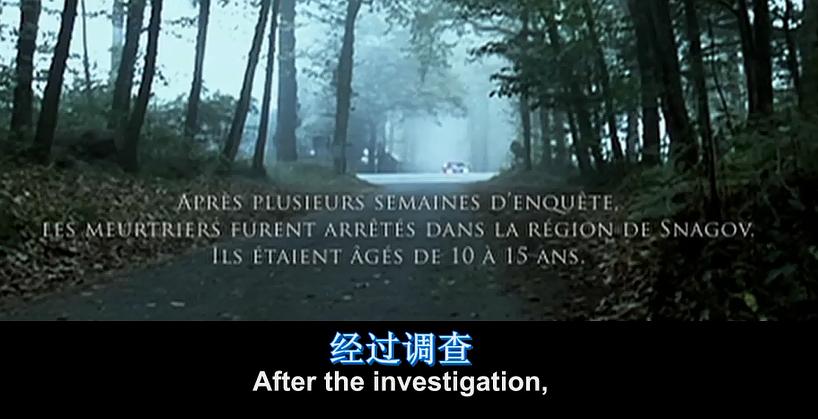 APRÈS PLUSIEURS SEMAINES D'ENQUÊTE,
LES MEURTRIERS FURENT ARRÊTÉS DANS LA RÉGION DE SNAGOV.
ILS ÉTAIENT ÂGÉS DE 10 À 15 ANS.
经过调查
After the investigation,